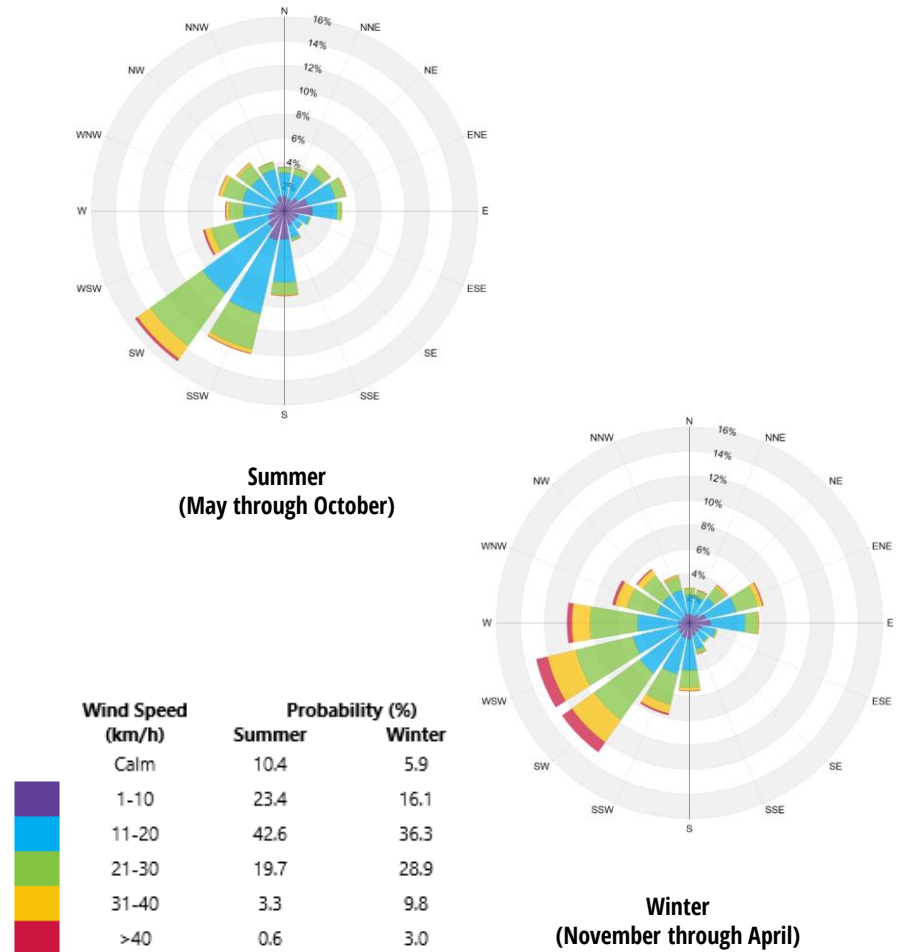 N
NNE
NE
ENE
E
ESE
SE
SSE
S
SSW
SW
WSW
W
WNW
NW
NNW
16%
14%
12%
10%
8%
6%
4%
2%
Summer
(May through October)
N
NNE
NE
ENE
E
ESE
SE
SSE
S
SSW
SW
WSW
W
WNW
NW
NNW
16%
14%
12%
10%
8%
6%
4%
2%
Winter
(November through April)
Wind Speed Probability (%)
(km/h) Summer Winter
Calm 10.4 5.9
1-10 23.4 16.1
11-20 42.6 36.3
21-30 19.7 28.9
31-40 3.3 9.8
>40 0.6 3.0